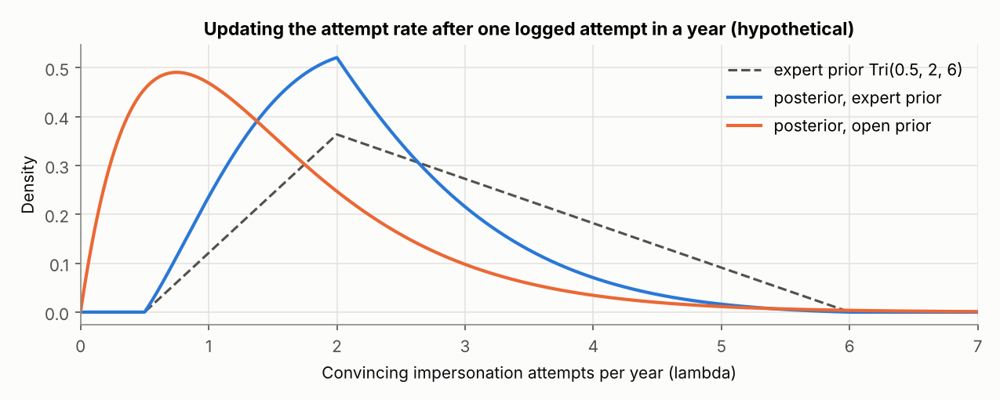 Updating the attempt rate after one logged attempt in a year (hypothetical)
expert prior Tri(0.5, 2, 6)
posterior, expert prior
posterior, open prior
Density
0.5
0.4
0.3
0.2
0.1
0.0
0 1 2 3 4 5 6 7
Convincing impersonation attempts per year (lambda)